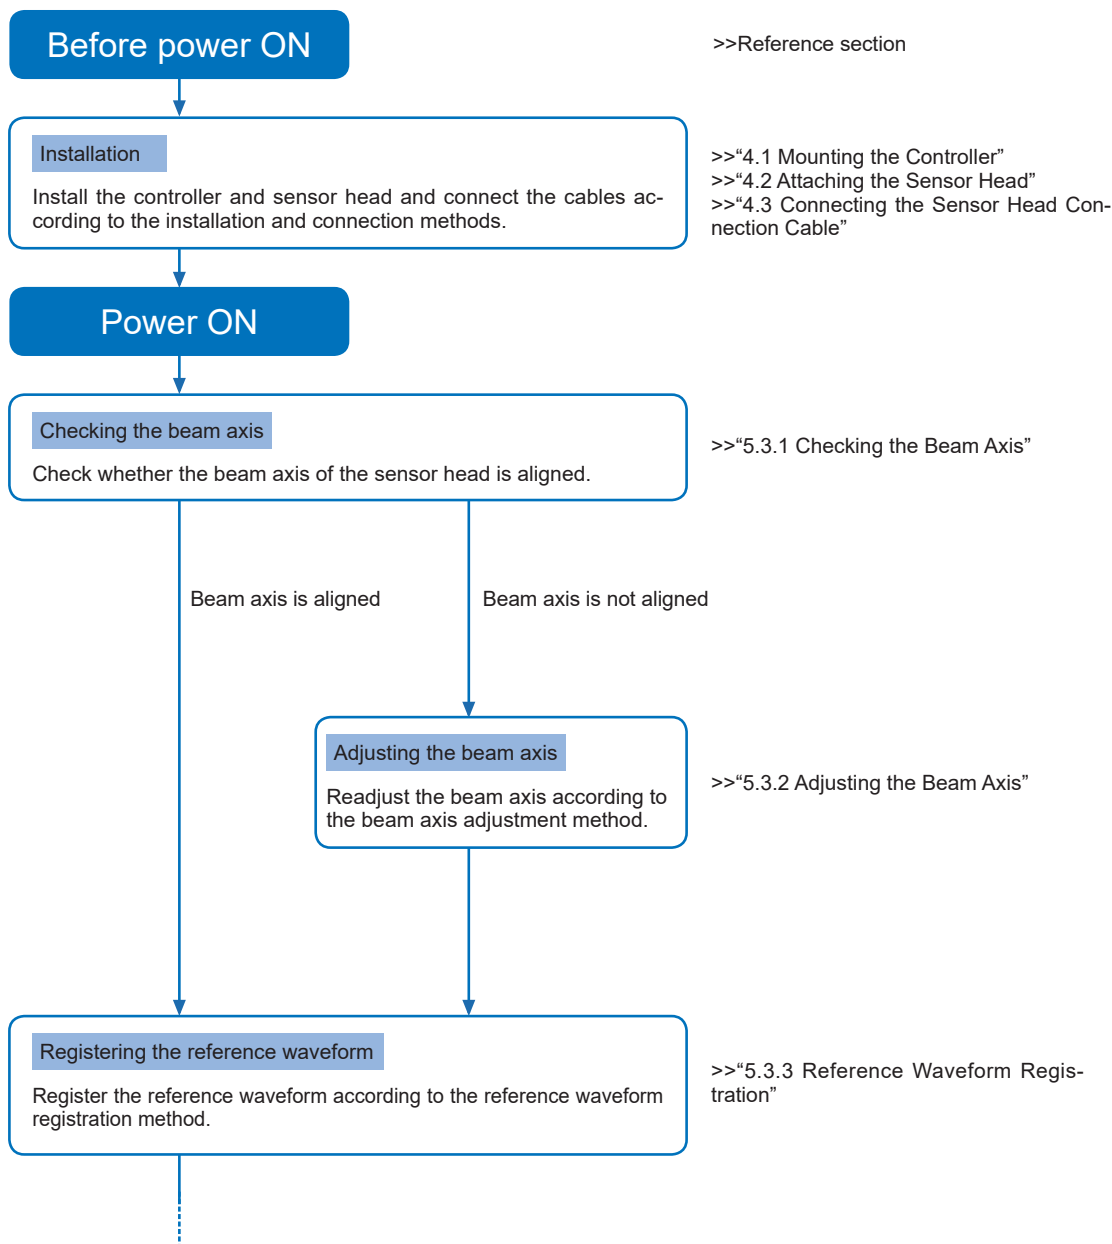 Before power ON
>>Reference section
Installation
Install the controller and sensor head and connect the cables ac-
cording to the installation and connection methods.
>>“4.1 Mounting the Controller”
>>“4.2 Attaching the Sensor Head”
>>“4.3 Connecting the Sensor Head Con-
nection Cable”
Power ON
Checking the beam axis
Check whether the beam axis of the sensor head is aligned.
>>“5.3.1 Checking the Beam Axis”
Beam axis is aligned
Beam axis is not aligned
Adjusting the beam axis
Readjust the beam axis according to
the beam axis adjustment method.
>>“5.3.2 Adjusting the Beam Axis”
Registering the reference waveform
Register the reference waveform according to the reference waveform
registration method.
>>“5.3.3 Reference Waveform Regis-
tration”